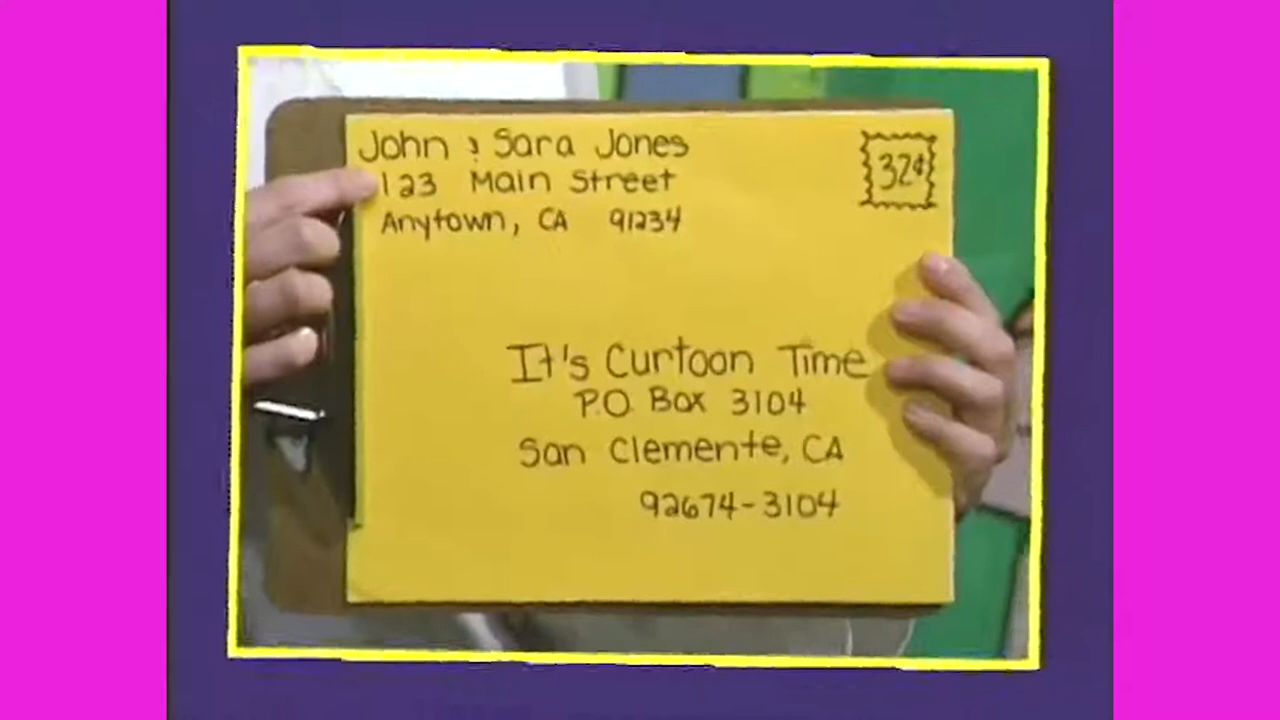 John & Sara Jones
123 Main Street
Anytown, CA 91234
32¢
It's Curtoon Time
P.O. Box 3104
San Clemente, CA
92674-3104